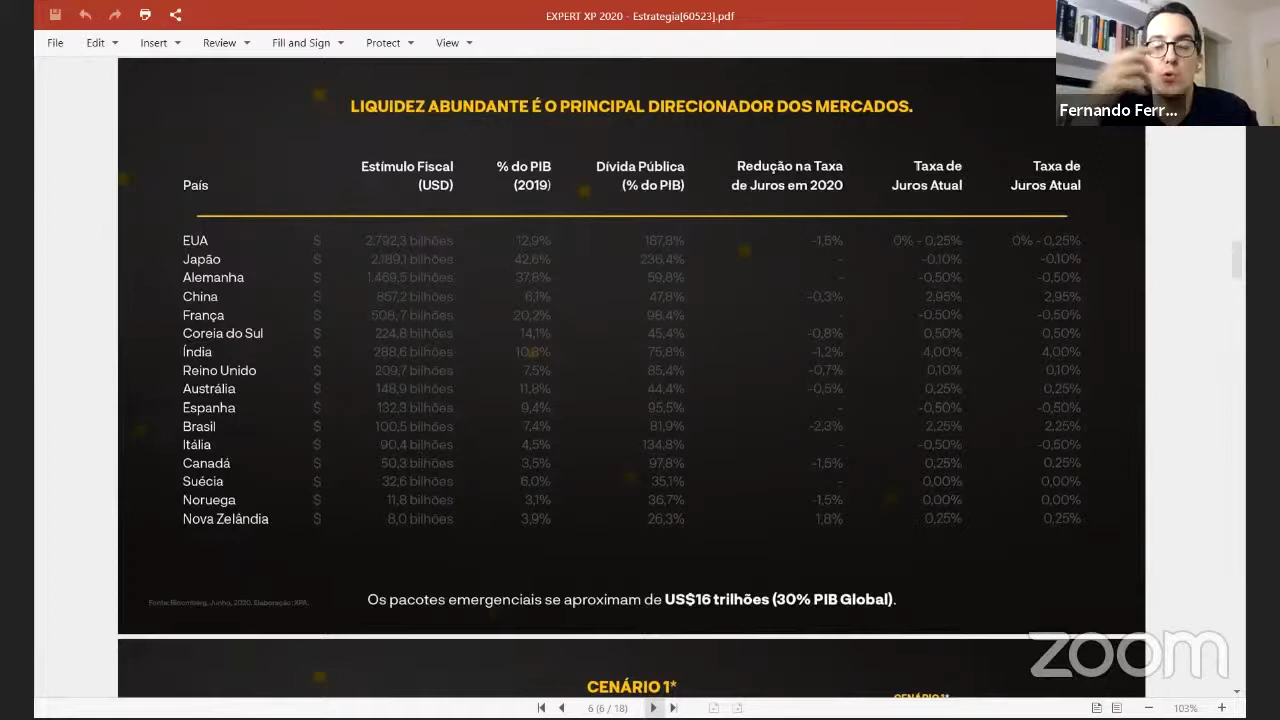 EXPERT XP 2020 - Estrategia[60523].pdf
File Edit Insert Review Fill and Sign Protect View
Fernando Ferr...
LIQUIDEZ ABUNDANTE É O PRINCIPAL DIRECIONADOR DOS MERCADOS.
País Estímulo Fiscal (USD) % do PIB (2019) Dívida Pública (% do PIB) Redução na Taxa de Juros em 2020 Taxa de Juros Atual Taxa de Juros Atual
EUA $ 2.792,3 bilhões 12,9% 187,8% -1,5% 0% - 0,25% 0% - 0,25%
Japão $ 2.189,1 bilhões 42,6% 236,4% - -0,10% -0,10%
Alemanha $ 1.469,5 bilhões 37,8% 59,8% - -0,50% -0,50%
China $ 867,2 bilhões 6,1% 47,8% -0,3% 2,95% 2,95%
França $ 508,7 bilhões 20,2% 98,4% - -0,50% -0,50%
Coreia do Sul $ 224,8 bilhões 14,1% 45,4% -0,8% 0,50% 0,50%
Índia $ 288,6 bilhões 10,8% 75,8% -1,2% 4,00% 4,00%
Reino Unido $ 209,7 bilhões 7,5% 85,4% -0,7% 0,10% 0,10%
Austrália $ 148,9 bilhões 11,8% 44,4% -0,5% 0,25% 0,25%
Espanha $ 132,3 bilhões 9,4% 95,5% - -0,50% -0,50%
Brasil $ 100,5 bilhões 7,4% 81,9% -2,3% 2,25% 2,25%
Itália $ 90,4 bilhões 4,5% 134,8% - -0,50% -0,50%
Canadá $ 50,3 bilhões 3,5% 97,8% -1,5% 0,25% 0,25%
Suécia $ 32,6 bilhões 6.0% 35,1% - 0,00% 0,00%
Noruega $ 11,8 bilhões 3,1% 36,7% -1,5% 0,00% 0,00%
Nova Zelândia $ 8,0 bilhões 3,9% 26,3% 1,8% 0,25% 0,25%
Fonte: Bloomberg, Junho, 2020. Elaboração: XPA.
Os pacotes emergenciais se aproximam de US$16 trilhões (30% PIB Global).
zoom
CENÁRIO 1*
CENÁRIO 1*
6 (6 / 18)
103%